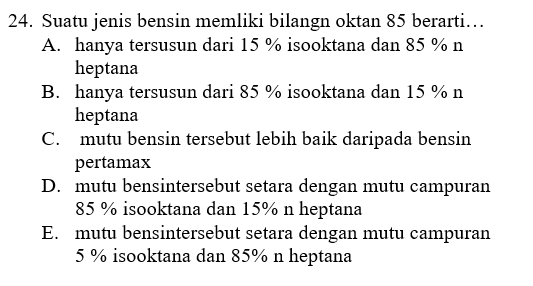 24. Suatu jenis bensin memliki bilangn oktan 85 berarti…
A. hanya tersusun dari 15 % isooktana dan 85 % n
heptana
B. hanya tersusun dari 85 % isooktana dan 15 % n
heptana
C. mutu bensin tersebut lebih baik daripada bensin
pertamax
D. mutu bensintersebut setara dengan mutu campuran
85 % isooktana dan 15% n heptana
E. mutu bensintersebut setara dengan mutu campuran
5 % isooktana dan 85% n heptana